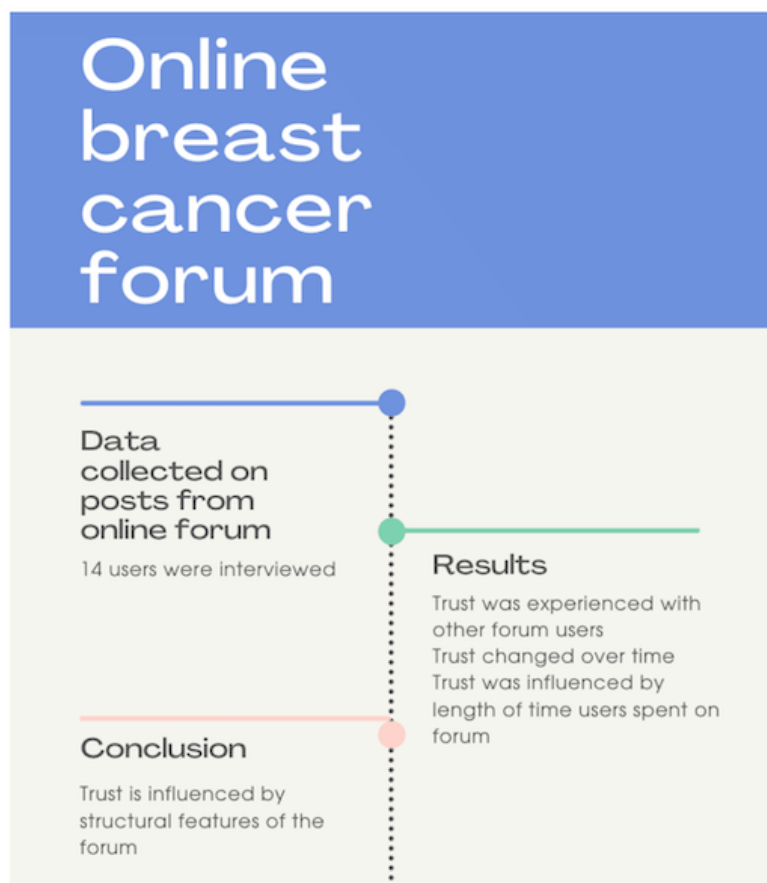 Online
breast
cancer
forum
Data
collected on
posts from
online forum
14 users were interviewed
Results
Trust was experienced with
other forum users
Trust changed over time
Trust was influenced by
length of time users spent on
forum
Conclusion
Trust is influenced by
structural features of the
forum